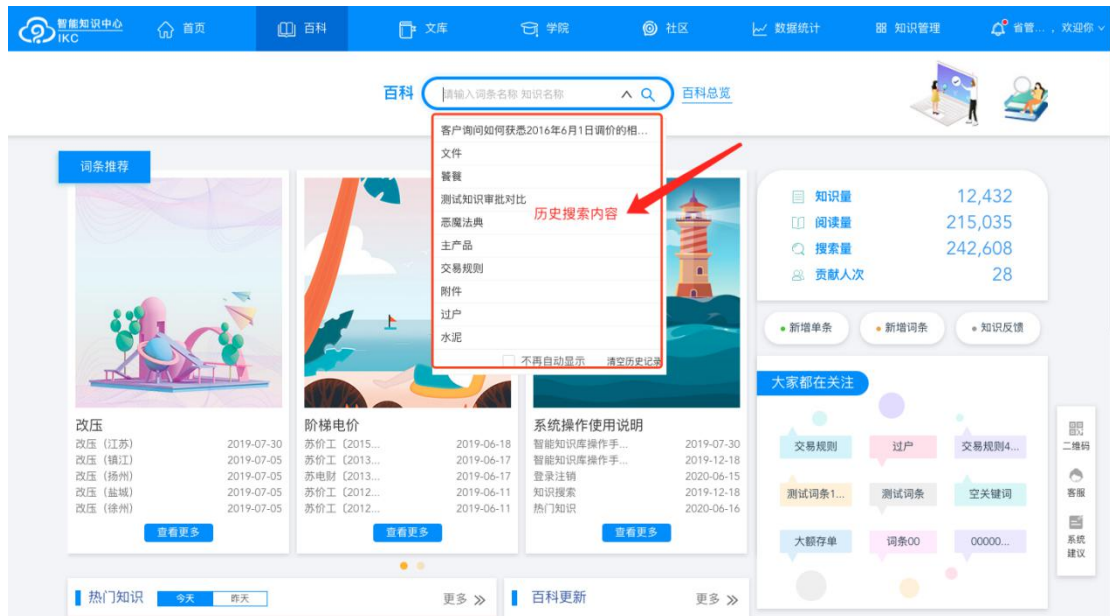 智能知识中心
IKC
首页
百科
文库
学院
社区
数据统计
知识管理
省管... , 欢迎你
百科
请输入词条名称 知识名称
百科总览
客户询问如何获悉2016年6月1日调价的相...
文件
餐餐
测试知识审批对比
恶魔法典
主产品
交易规则
附件
过户
水泥
不再自动显示
清空历史记录
历史搜索内容
词条推荐
改压
改压（江苏） 2019-07-30
改压（镇江） 2019-07-05
改压（扬州） 2019-07-05
改压（盐城） 2019-07-05
改压（徐州） 2019-07-05
查看更多
阶梯电价
苏价工〔2015... 2019-06-18
苏价工〔2013... 2019-06-17
苏电财〔2013... 2019-06-17
苏价工〔2012... 2019-06-11
苏价工〔2012... 2019-06-11
查看更多
系统操作使用说明
智能知识库操作手... 2019-07-30
智能知识库操作手... 2019-12-18
登录注销 2020-06-15
知识搜索 2019-12-18
热门知识 2020-06-16
查看更多
知识量 12,432
阅读量 215,035
搜索量 242,608
贡献人次 28
新增单条
新增词条
知识反馈
大家都在关注
交易规则
过户
交易规则4...
测试词条1...
测试词条
空关键词
大额存单
词条00
00000...
二维码
客服
系统
建议
热门知识
今天
昨天
更多
百科更新
更多